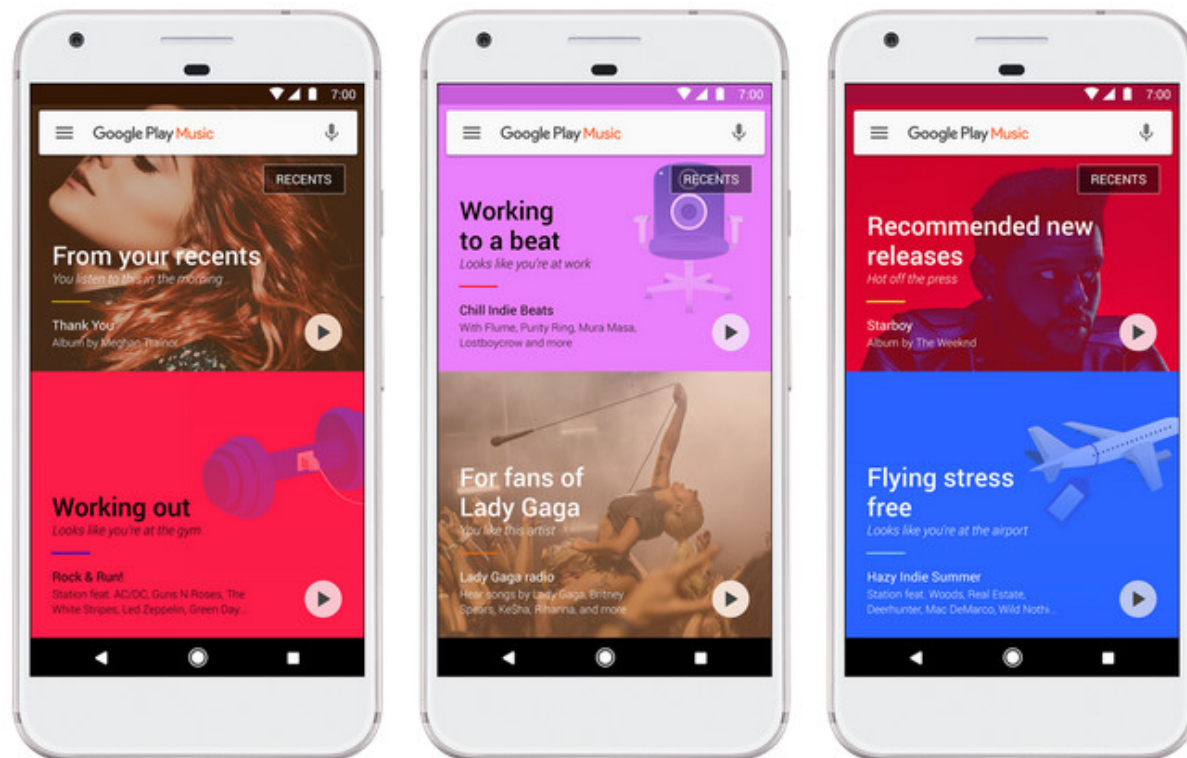 7:00
Google Play Music
RECENTS
From your recents
You listen to this in the morning
Thank You
Album by Meghan Trainor
Working out
Looks like you're at the gym
Rock & Run!
Station feat. AC/DC, Guns N Roses, The
White Stripes, Led Zeppelin, Green Day...
7:00
Google Play Music
RECENTS
Working
to a beat
Looks like you're at work
Chill Indie Beats
With Flume, Purity Ring, Mura Masa,
Lostboycrow and more
For fans of
Lady Gaga
You like this artist
Lady Gaga radio
Hear songs by Lady Gaga, Britney
Spears, Ke$ha, Rihanna, and more
7:00
Google Play Music
RECENTS
Recommended new
releases
Hot off the press
Starboy
Album by The Weeknd
Flying stress
free
Looks like you're at the airport
Hazy Indie Summer
Station feat. Woods, Real Estate,
Deerhunter, Mac DeMarco, Wild Nothi...